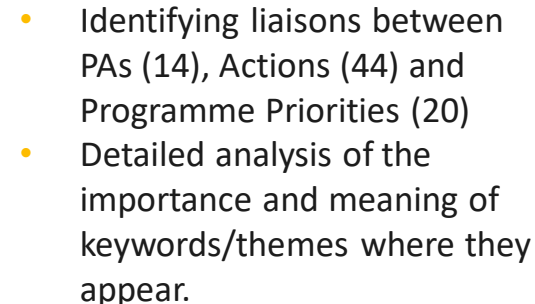 • Identifying liaisons between
PAs (14), Actions (44) and
Programme Priorities (20)
• Detailed analysis of the
importance and meaning of
keywords/themes where they
appear.